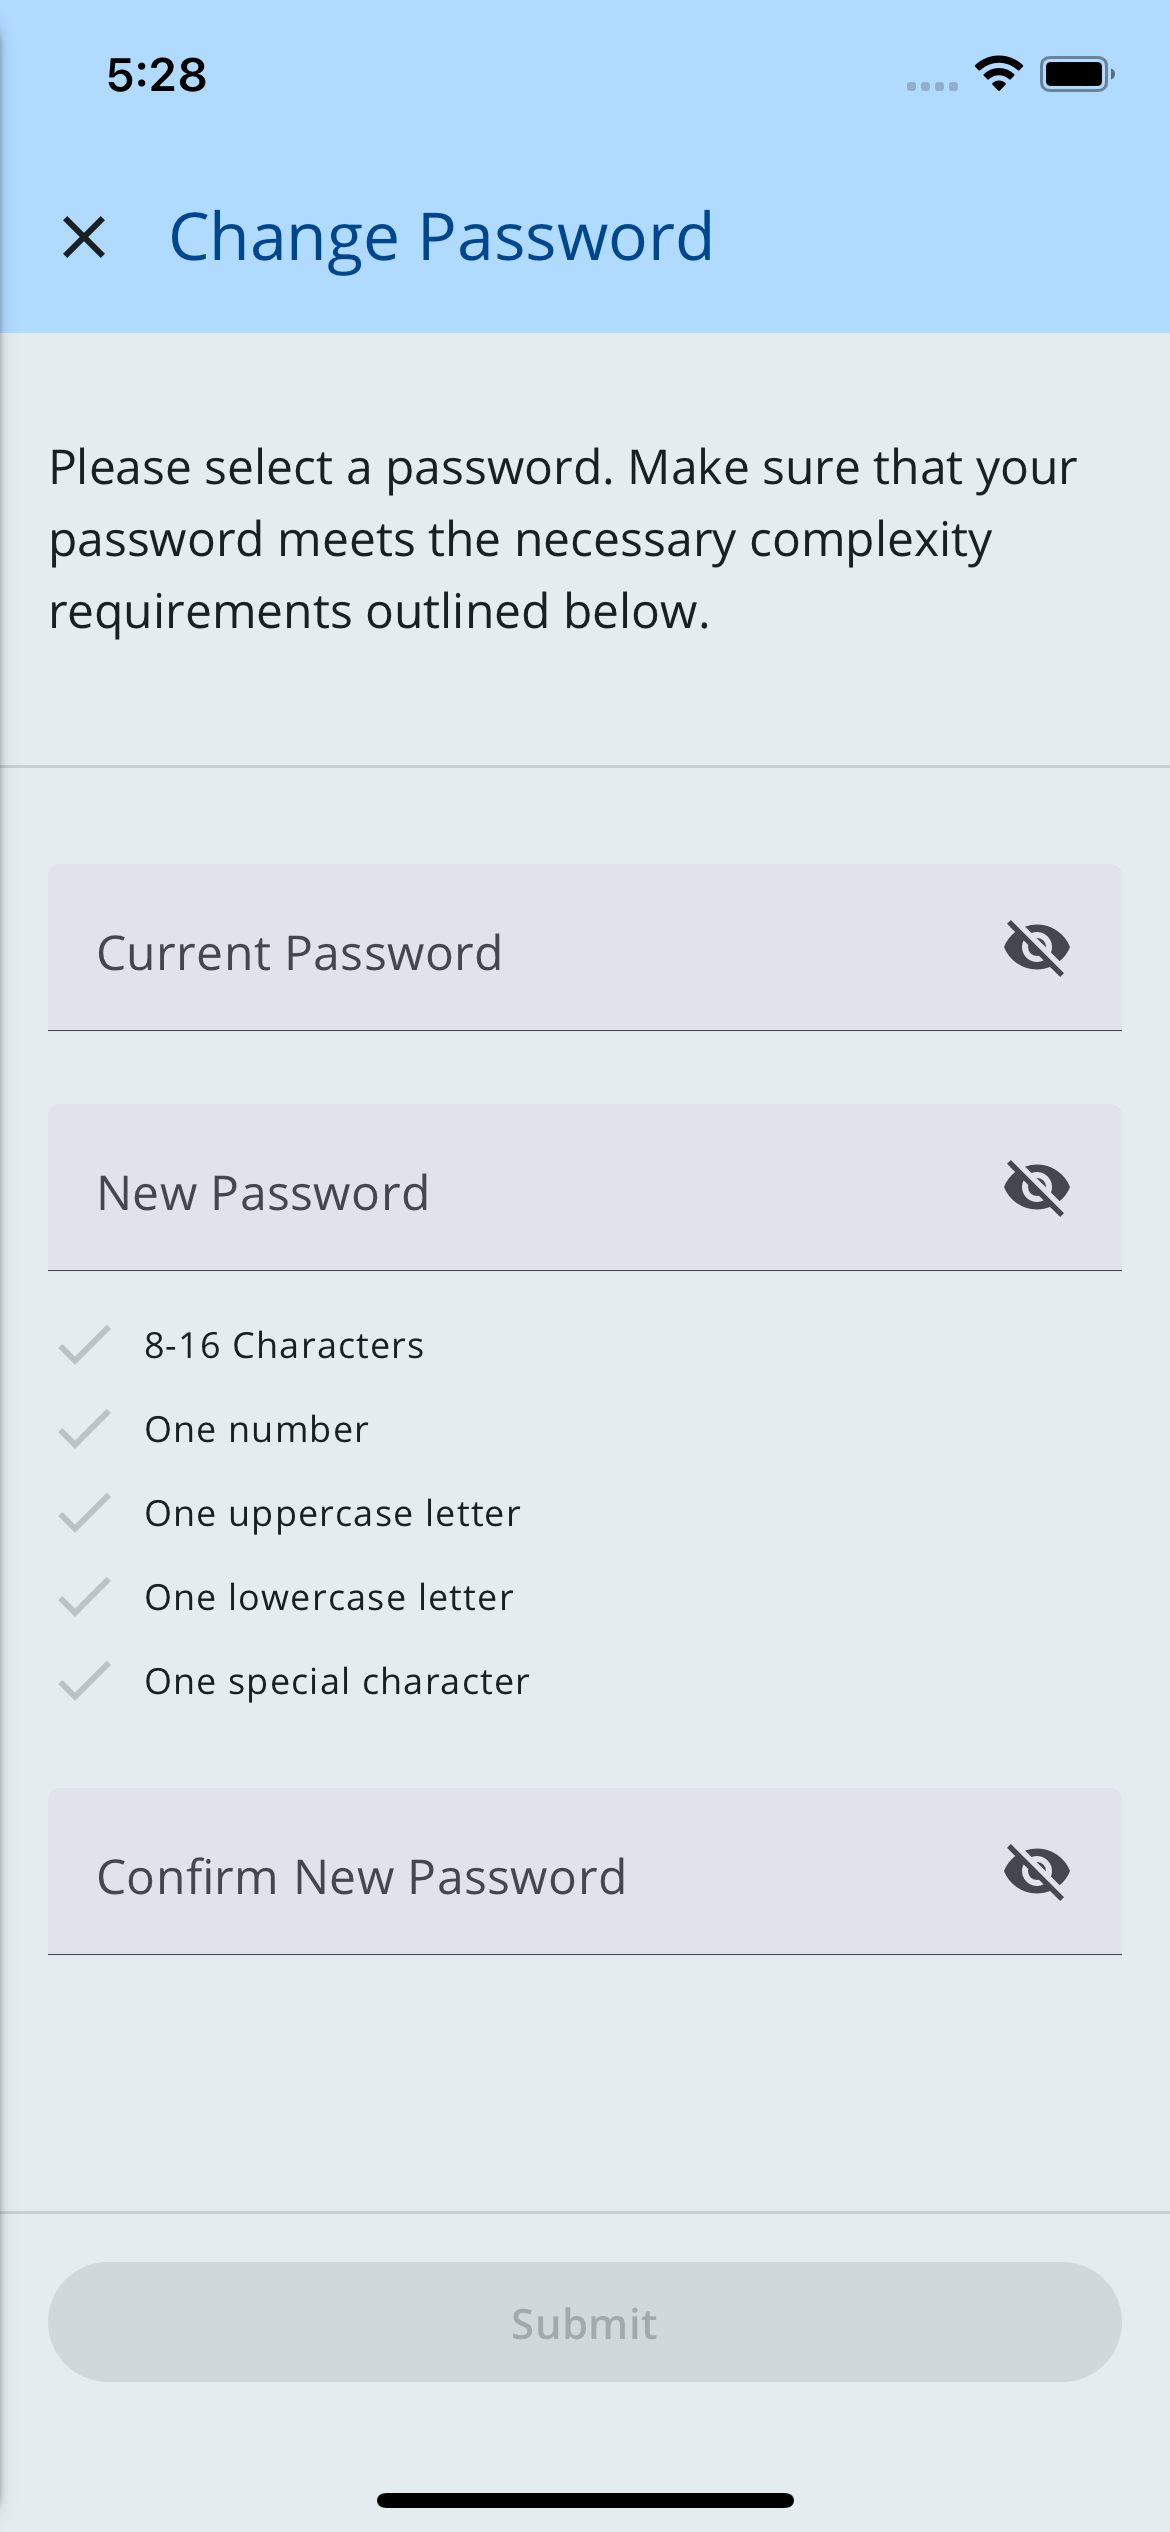 5:28
Change Password
Please select a password. Make sure that your
password meets the necessary complexity
requirements outlined below.
Current Password
New Password
8-16 Characters
One number
One uppercase letter
One lowercase letter
One special character
Confirm New Password
Submit